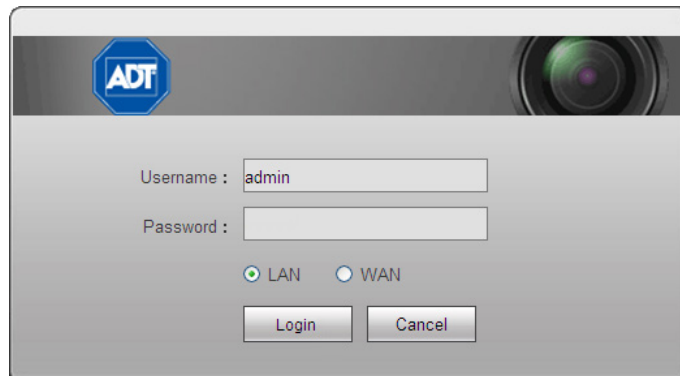 ADT
Username :
admin
Password :
LAN
WAN
Login
Cancel